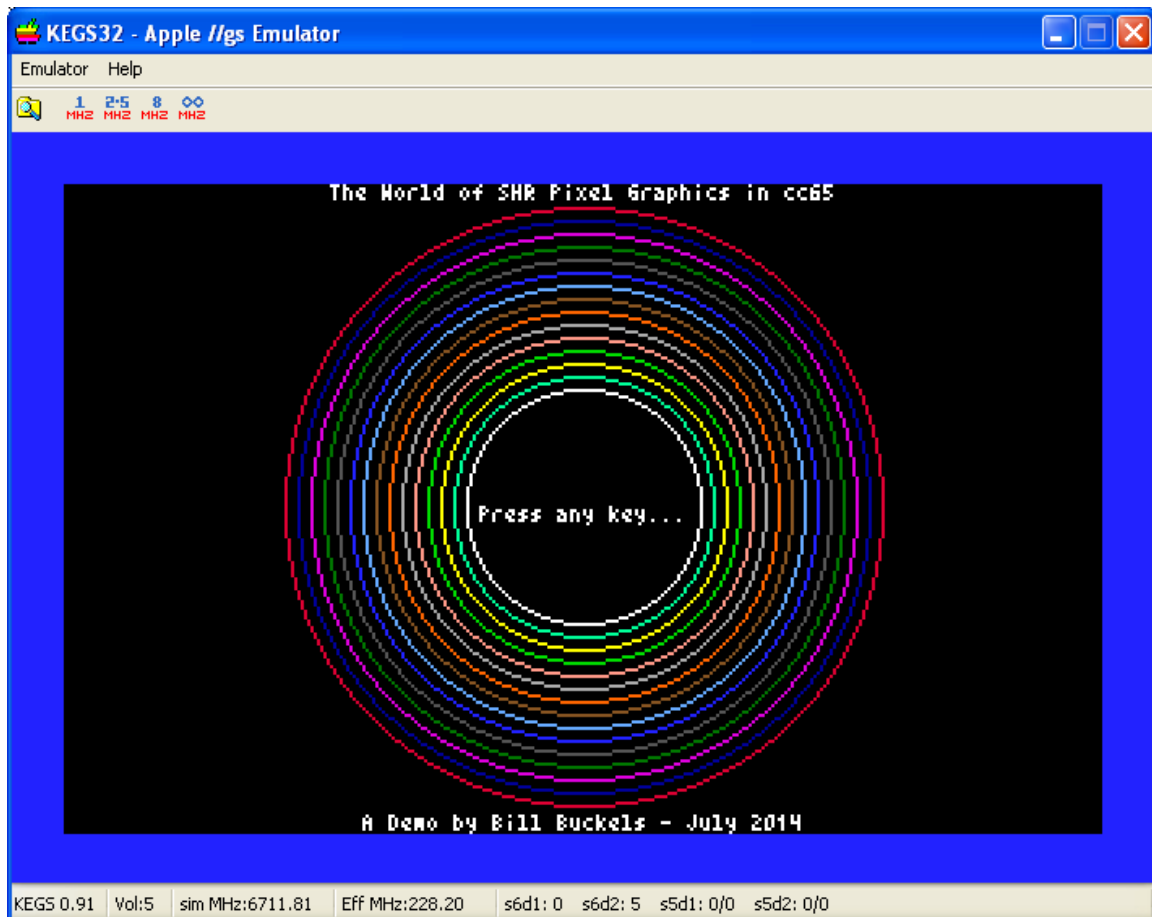 KEGS32 - Apple //gs Emulator
Emulator Help
1 MHZ 2·5 MHZ 8 MHZ ∞ MHZ
The World of SHR Pixel Graphics in cc65
Press any key...
A Demo by Bill Buckels - July 2014
KEGS 0.91 Vol:5 sim MHz:6711.81 Eff MHz:228.20 s6d1: 0 s6d2: 5 s5d1: 0/0 s5d2: 0/0